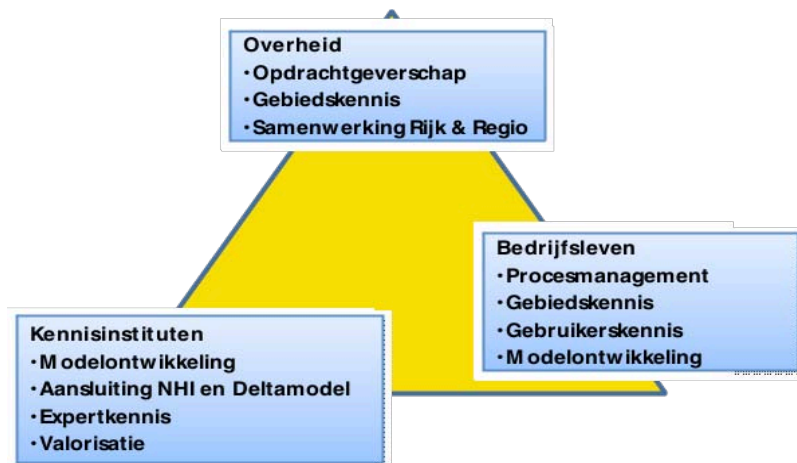 Overheid
•Opdrachtgeverschap
•Gebiedskennis
•Samenwerking Rijk & Regio
Bedrijfsleven
•Procesmanagement
•Gebiedskennis
•Gebruikerskennis
•Modelontwikkeling
Kennisinstituten
•Modelontwikkeling
•Aansluiting NHI en Deltamodel
•Expertkennis
•Valorisatie